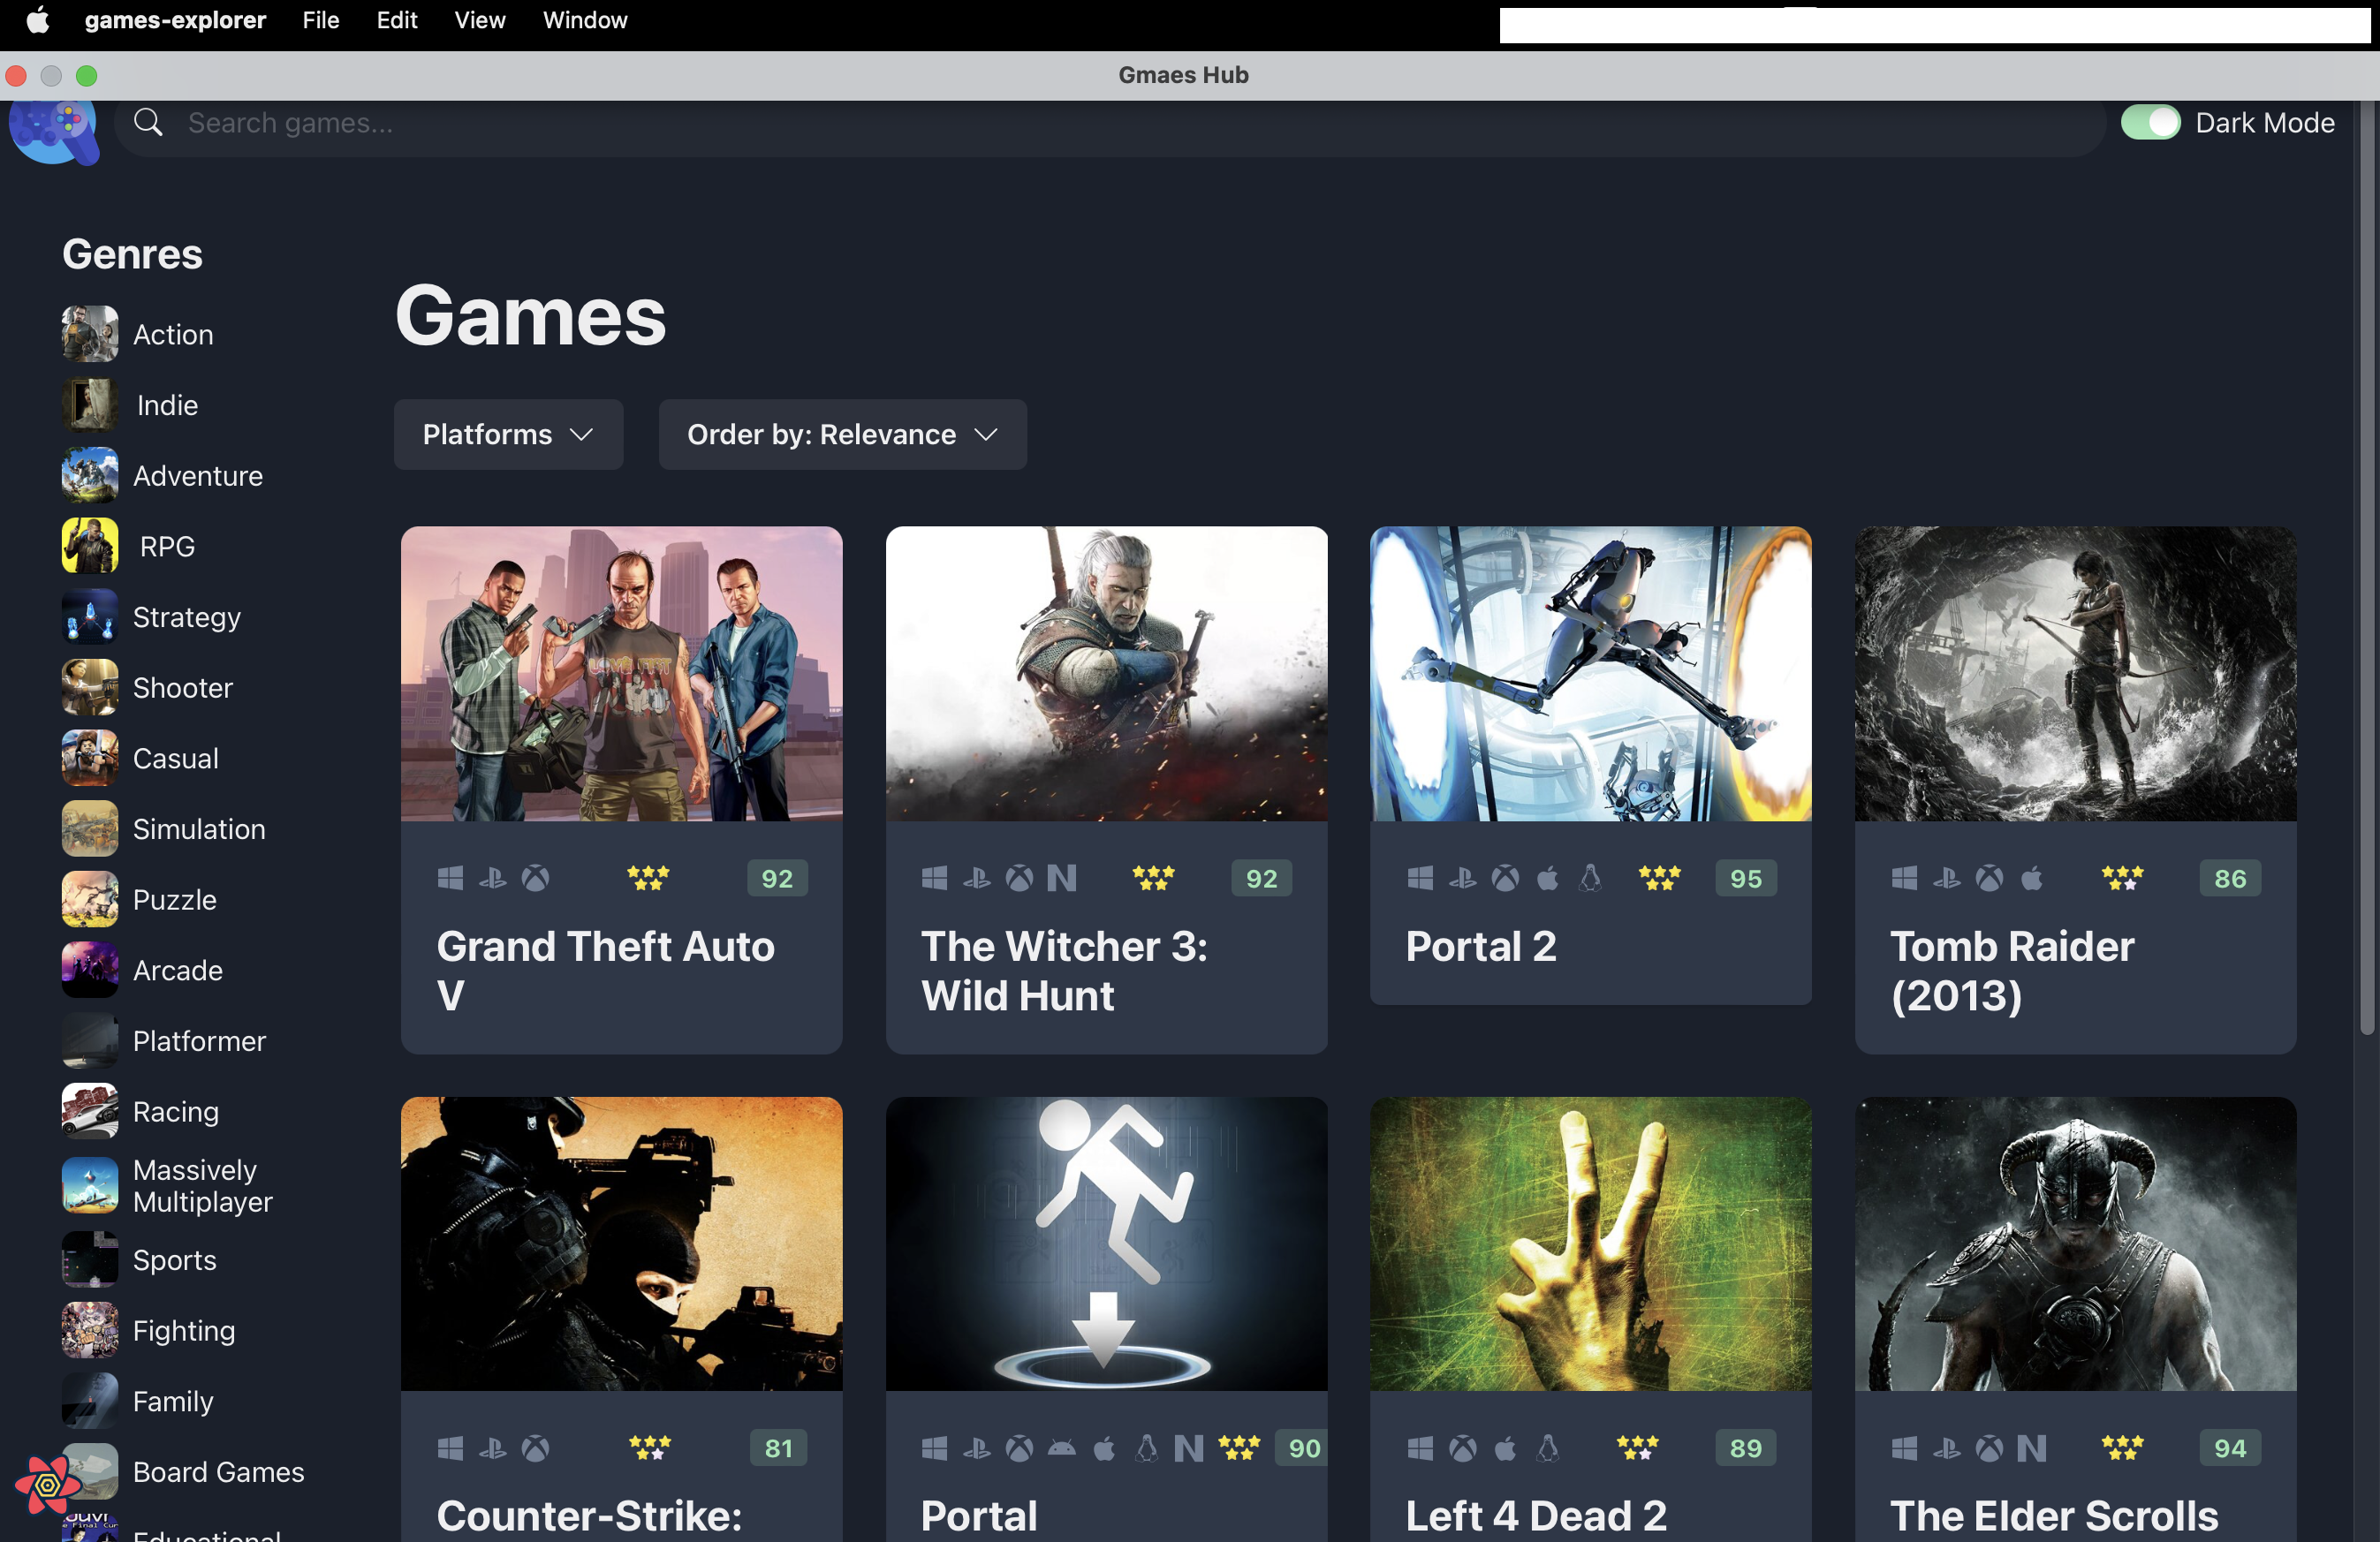 games-explorer File Edit View Window
Gmaes Hub
Search games...
Dark Mode
Genres
Action
Indie
Adventure
RPG
Strategy
Shooter
Casual
Simulation
Puzzle
Arcade
Platformer
Racing
Massively
Multiplayer
Sports
Fighting
Family
Board Games
Educational
Games
Platforms
Order by: Relevance
92
Grand Theft Auto
V
92
The Witcher 3:
Wild Hunt
95
Portal 2
86
Tomb Raider
(2013)
81
Counter-Strike:
90
Portal
89
Left 4 Dead 2
94
The Elder Scrolls